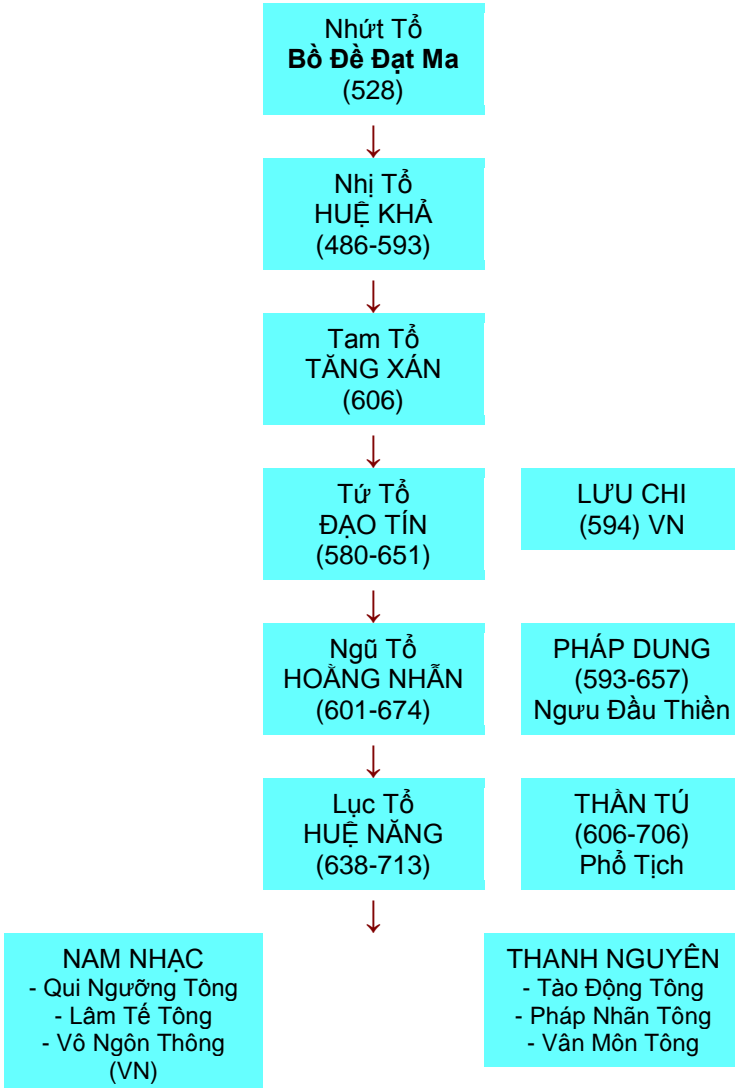 Nhứt Tổ
Bồ Đề Đạt Ma
(528)
↓
Nhị Tổ
HUỆ KHẢ
(486-593)
↓
Tam Tổ
TĂNG XÁN
(606)
↓
Tứ Tổ
ĐẠO TÍN
(580-651)
LƯU CHI
(594) VN
↓
Ngũ Tổ
HOẰNG NHẪN
(601-674)
PHÁP DUNG
(593-657)
Ngưu Đầu Thiền
↓
Lục Tổ
HUỆ NĂNG
(638-713)
THẦN TÚ
(606-706)
Phổ Tịch
↓
NAM NHẠC
- Qui Ngưỡng Tông
- Lâm Tế Tông
- Vô Ngôn Thông
(VN)
THANH NGUYÊN
- Tào Động Tông
- Pháp Nhãn Tông
- Vân Môn Tông